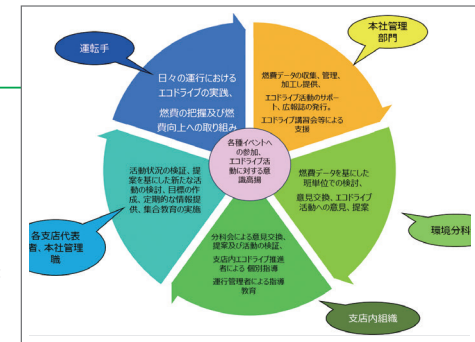 運転手
本社管理
部門
日々の運行における
エコドライブの実践、
燃費の把握及び燃
費向上への取り組み
燃費データの収集、管理、
加工し提供、
エコドライブ活動のサポー
ト、広報誌の発行。
エコドライブ講習会等による
支援
各種イベントへ
の参加、
エコドライブ活
動に対する意
識高揚
活動状況の検証、提
案を基にした新たな活
動の検討、目標の作
成、定期的な情報提
供、集合教育の実施
燃費データを基にした
班単位での検討、
意見交換、エコドライブ
活動への意見、提案
各支店代表
者、本社管理
職
環境分科
分科会による意見交換、
提案及び活動の検証、
支店内エコドライブ推進
者による 個別指導
運行管理者による指導
教育
支店内組織